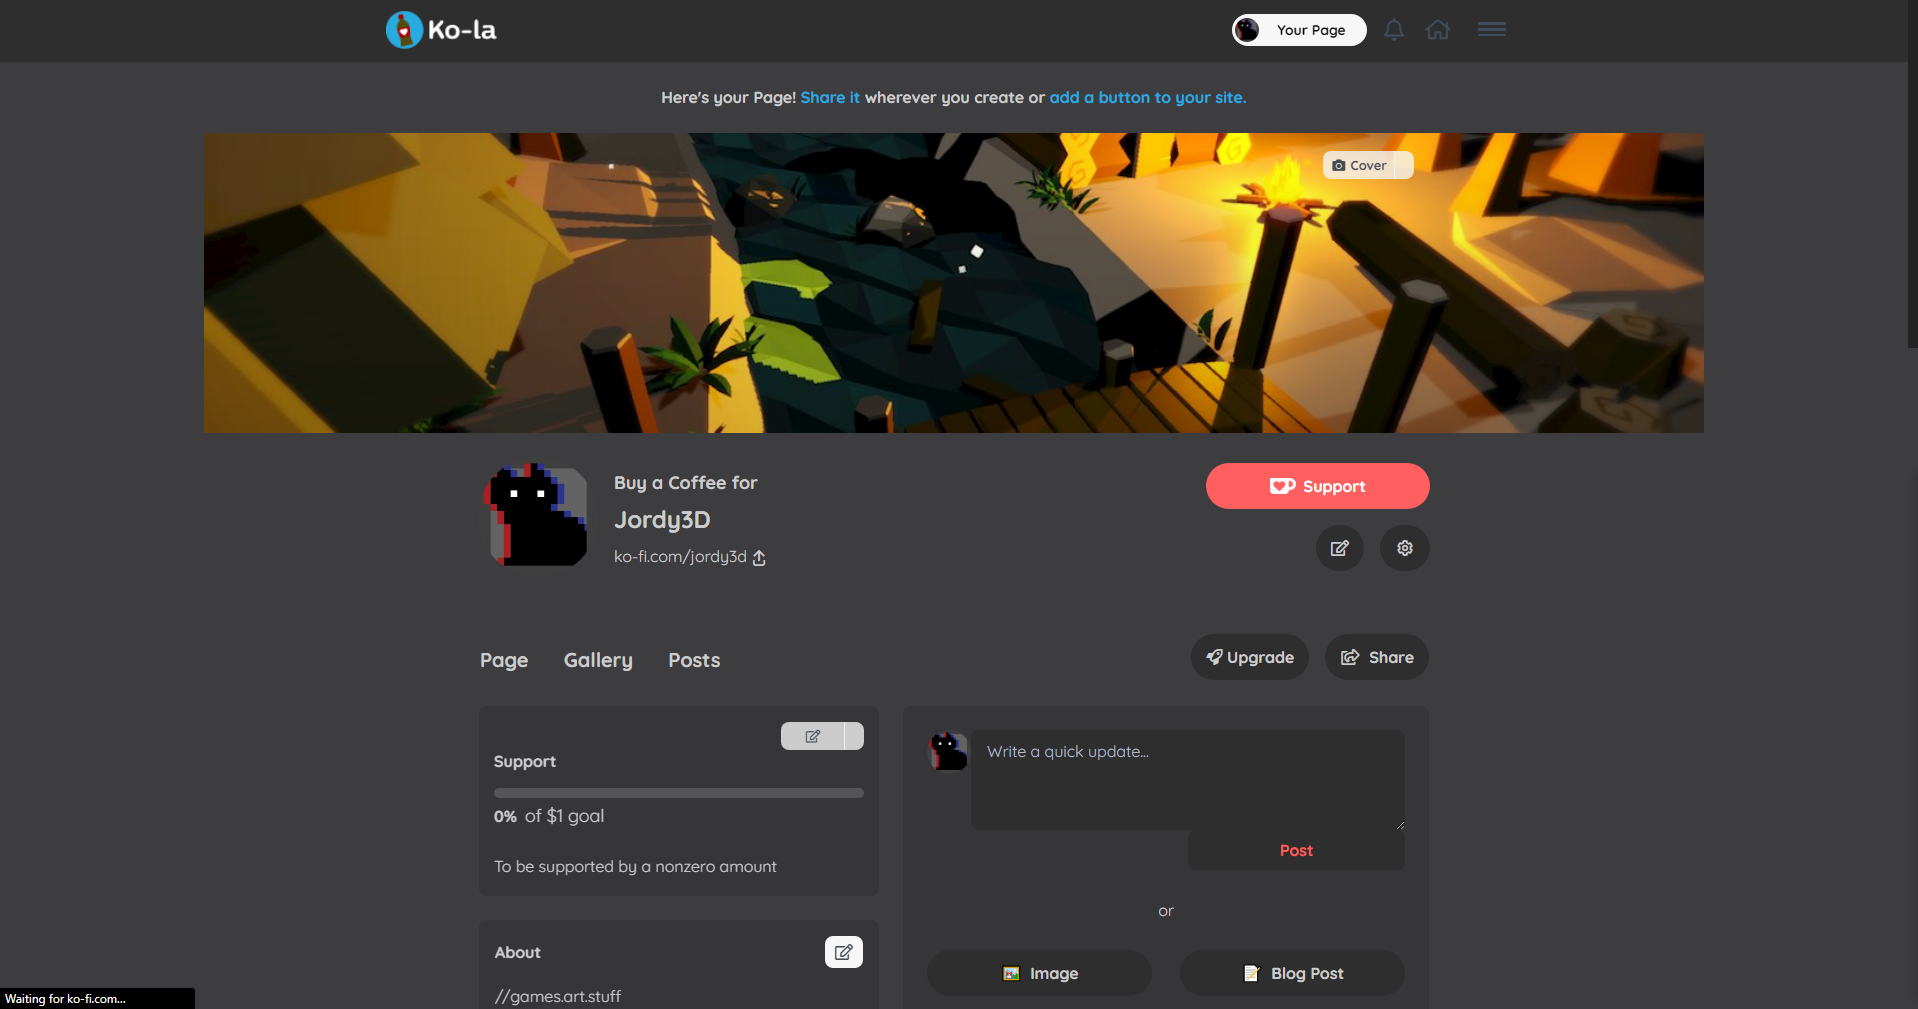 Ko-la
Your Page
Here's your Page! Share it wherever you create or add a button to your site.
Cover
Buy a Coffee for
Jordy3D
ko-fi.com/jordy3d
Support
Page Gallery Posts
Upgrade Share
Support
0% of $1 goal
To be supported by a nonzero amount
Write a quick update...
Post
or
Image Blog Post
About
//games.art.stuff
Waiting for ko-fi.com...